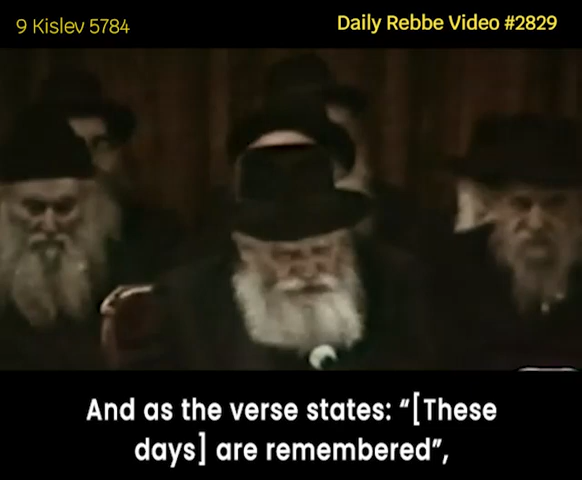 9 Kislev 5784
Daily Rebbe Video #2829
And as the verse states: “[These
days] are remembered”,